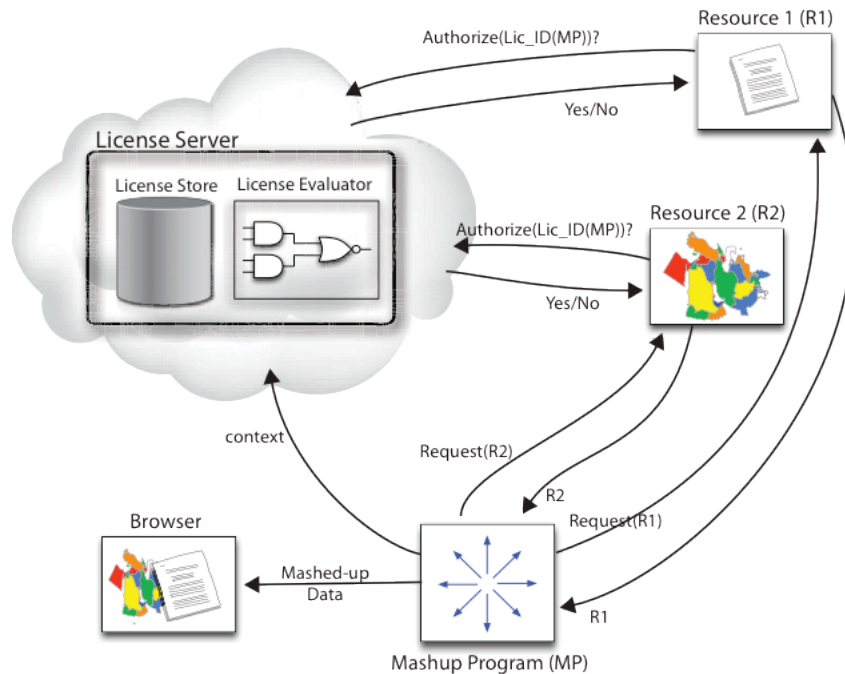 Resource 1 (R1)
Authorize(Lic_ID(MP))?
Yes/No
License Server
License Store
License Evaluator
Resource 2 (R2)
Authorize(Lic_ID(MP))?
Yes/No
context
Request(R2)
R2
Request(R1)
R1
Browser
Mashed-up
Data
Mashup Program (MP)